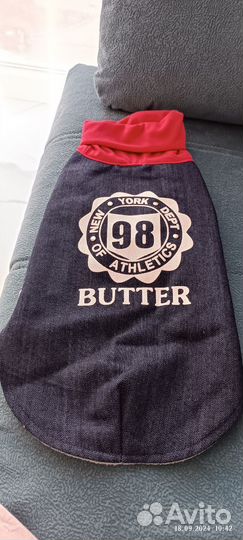 NEW · YORK · DEPT
98
OF ATHLETICS
BUTTER
Avito
18.09.2024 10:42